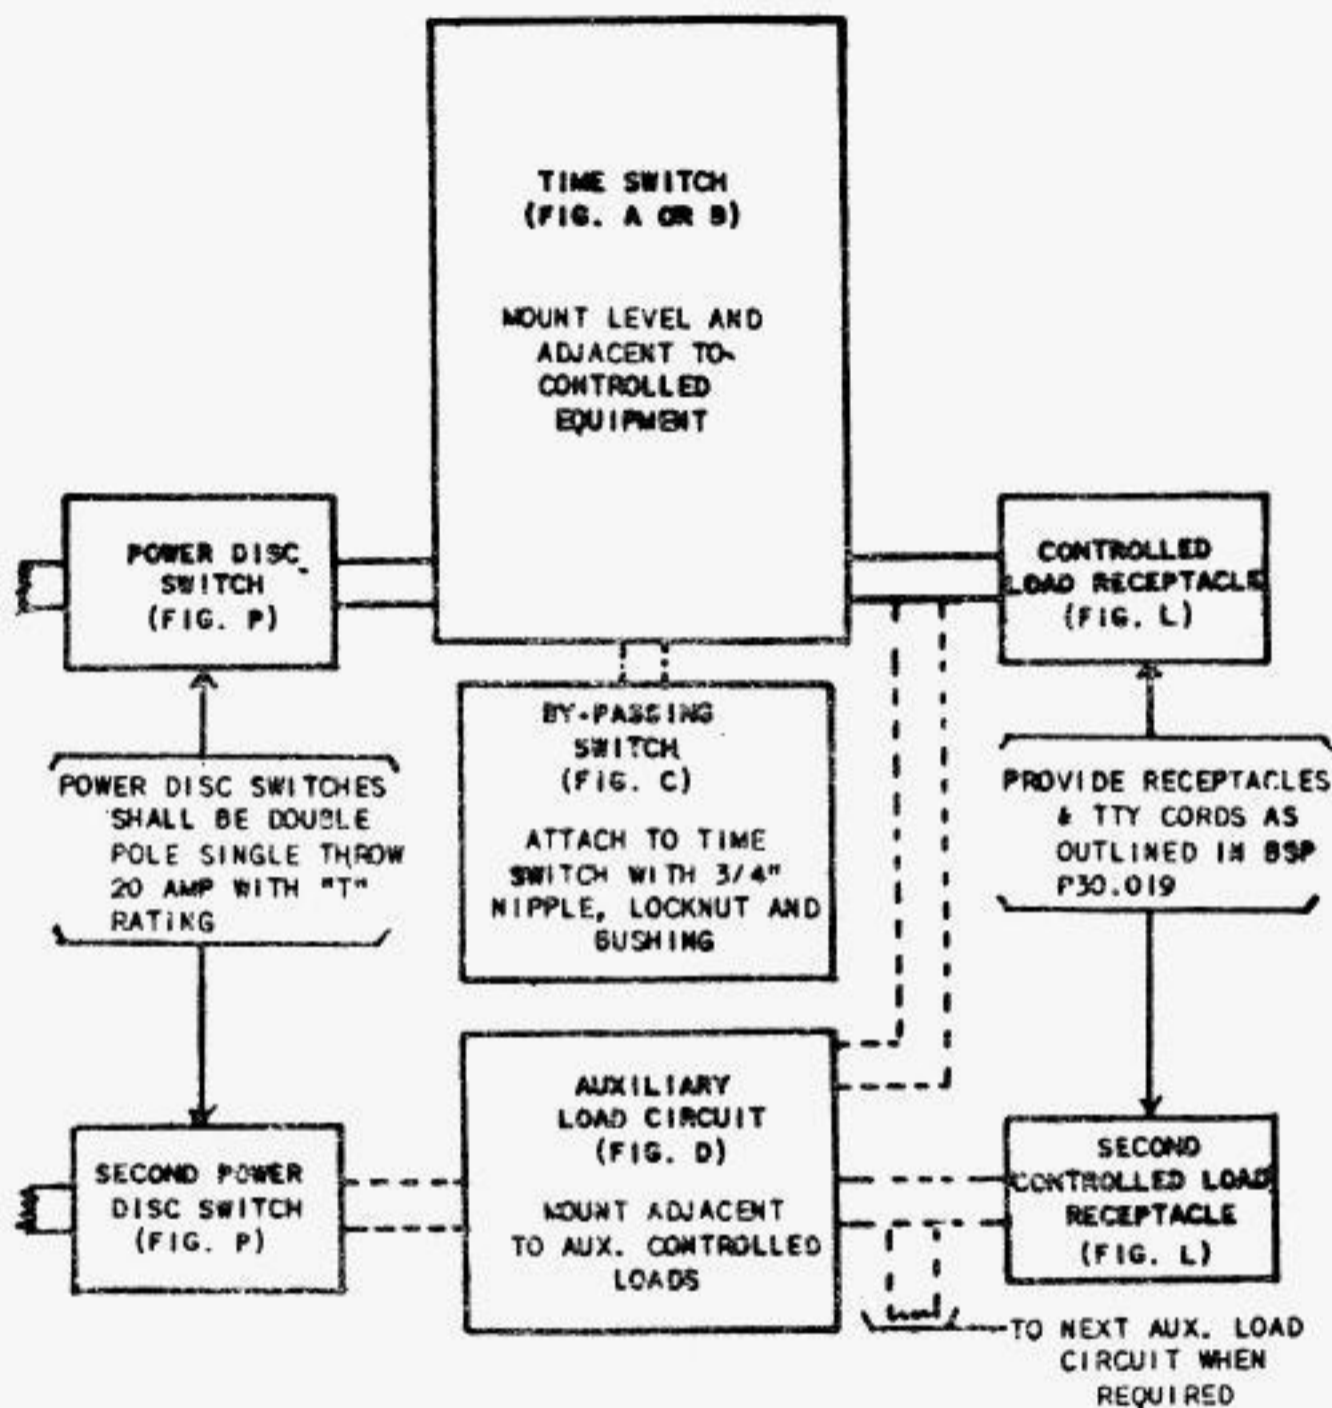 TIME SWITCH
(FIG. A OR B)
MOUNT LEVEL AND
ADJACENT TO
CONTROLLED
EQUIPMENT
POWER DISC
SWITCH
(FIG. P)
CONTROLLED
LOAD RECEPTACLE
(FIG. L)
BY-PASSING
SWITCH
(FIG. C)
ATTACH TO TIME
SWITCH WITH 3/4"
NIPPLE, LOCKNUT AND
BUSHING
POWER DISC SWITCHES
SHALL BE DOUBLE
POLE SINGLE THROW
20 AMP WITH "T"
RATING
PROVIDE RECEPTACLES
& TTY CORDS AS
OUTLINED IN BSP
P30.019
AUXILIARY
LOAD CIRCUIT
(FIG. D)
MOUNT ADJACENT
TO AUX. CONTROLLED
LOADS
SECOND POWER
DISC SWITCH
(FIG. P)
SECOND
CONTROLLED LOAD
RECEPTACLE
(FIG. L)
TO NEXT AUX. LOAD
CIRCUIT WHEN
REQUIRED